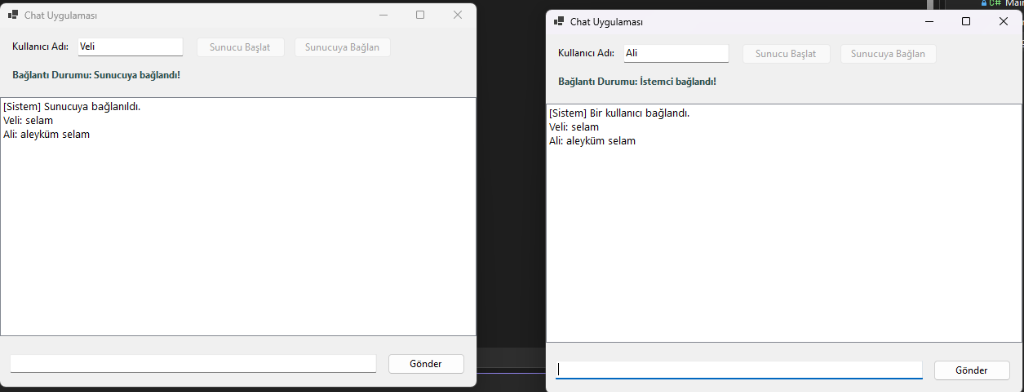 Chat Uygulaması
Kullanıcı Adı: Veli Sunucu Başlat Sunucuya Bağlan
Bağlantı Durumu: Sunucuya bağlandı!
[Sistem] Sunucuya bağlanıldı.
Veli: selam
Ali: aleyküm selam
Gönder
Chat Uygulaması
Kullanıcı Adı: Ali Sunucu Başlat Sunucuya Bağlan
Bağlantı Durumu: İstemci bağlandı!
[Sistem] Bir kullanıcı bağlandı.
Veli: selam
Ali: aleyküm selam
Gönder
C# Main